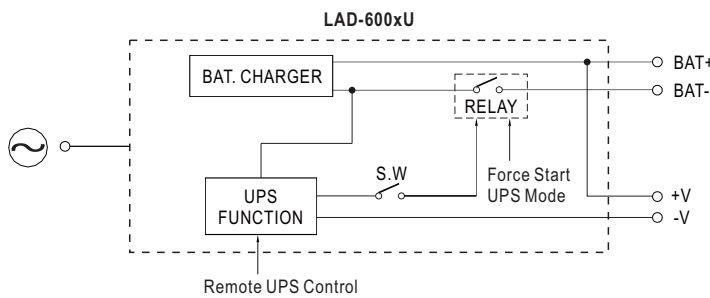 LAD-600xU
BAT. CHARGER
BAT+
BAT-
RELAY
S.W
Force Start
UPS Mode
UPS
FUNCTION
+V
-V
Remote UPS Control